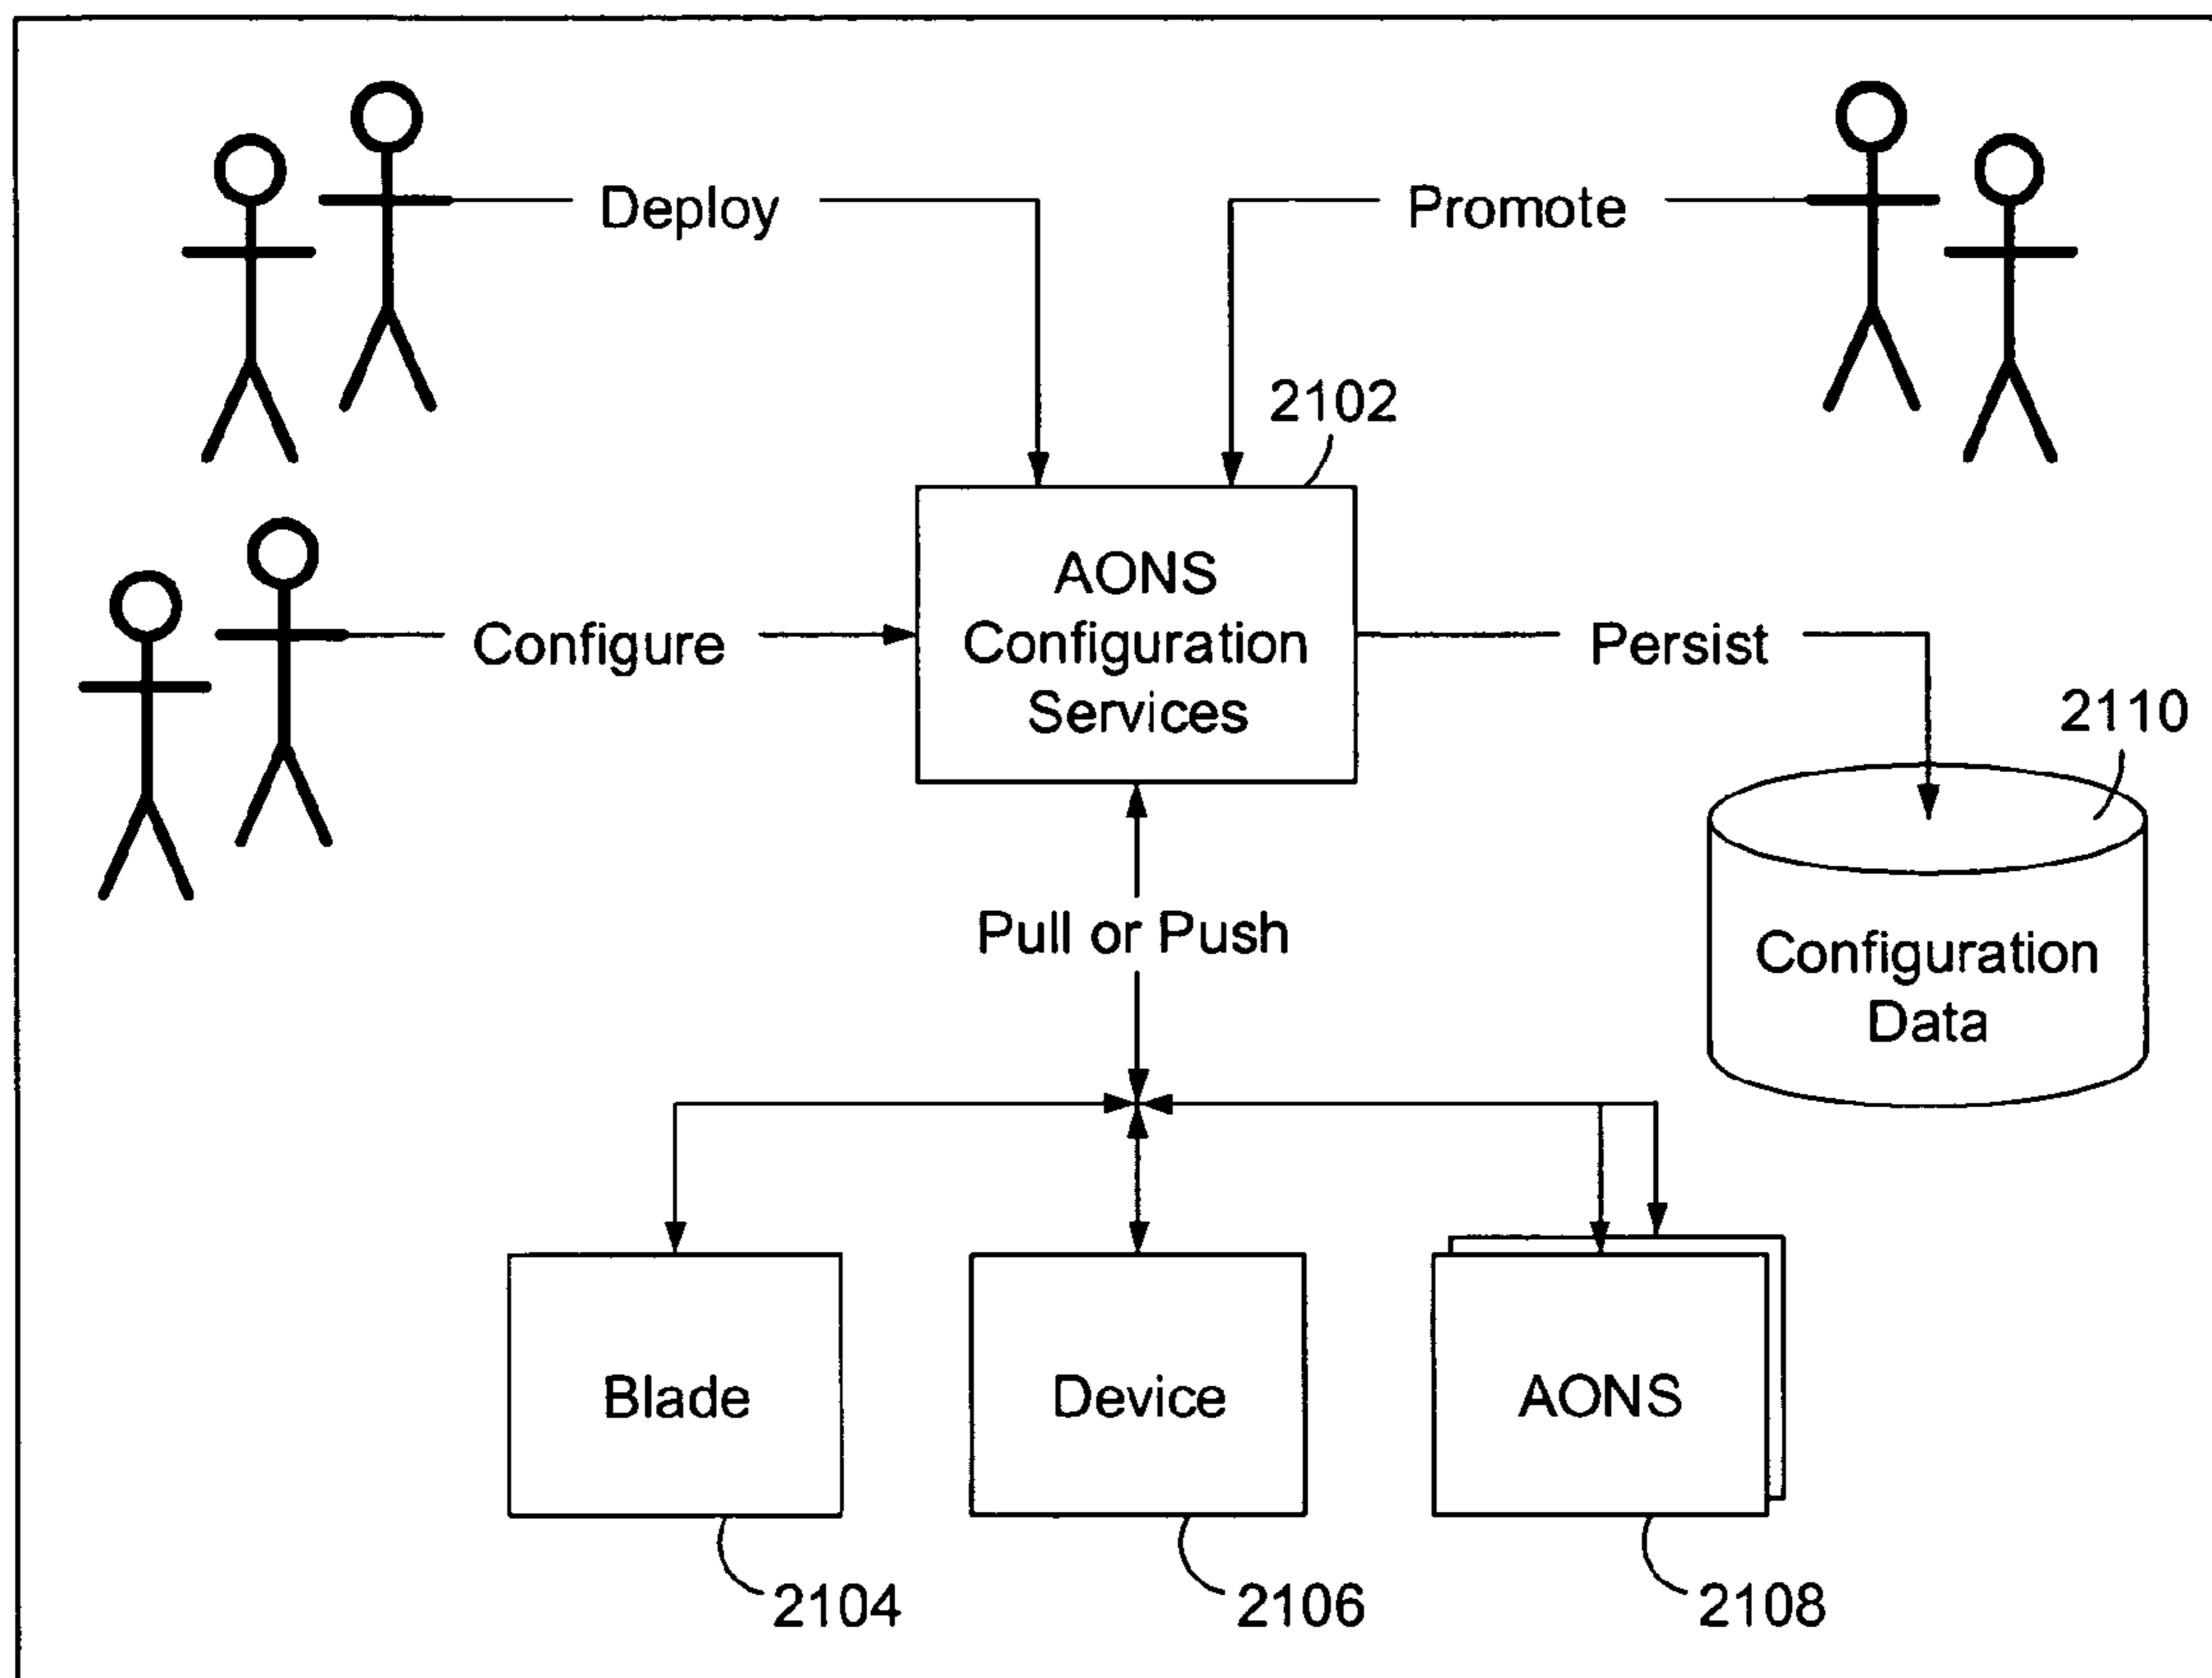 Deploy
Promote
2102
AONS
Configuration
Services
Configure
Persist
2110
Pull or Push
Configuration
Data
Blade
Device
AONS
2104
2106
2108